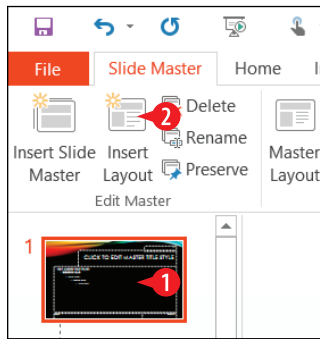 File Slide Master Home
Delete
2
Rename
Insert Slide Insert Preserve Master
Master Layout Layout
Edit Master
1
CLICK TO EDIT MASTER TITLE STYLE
1